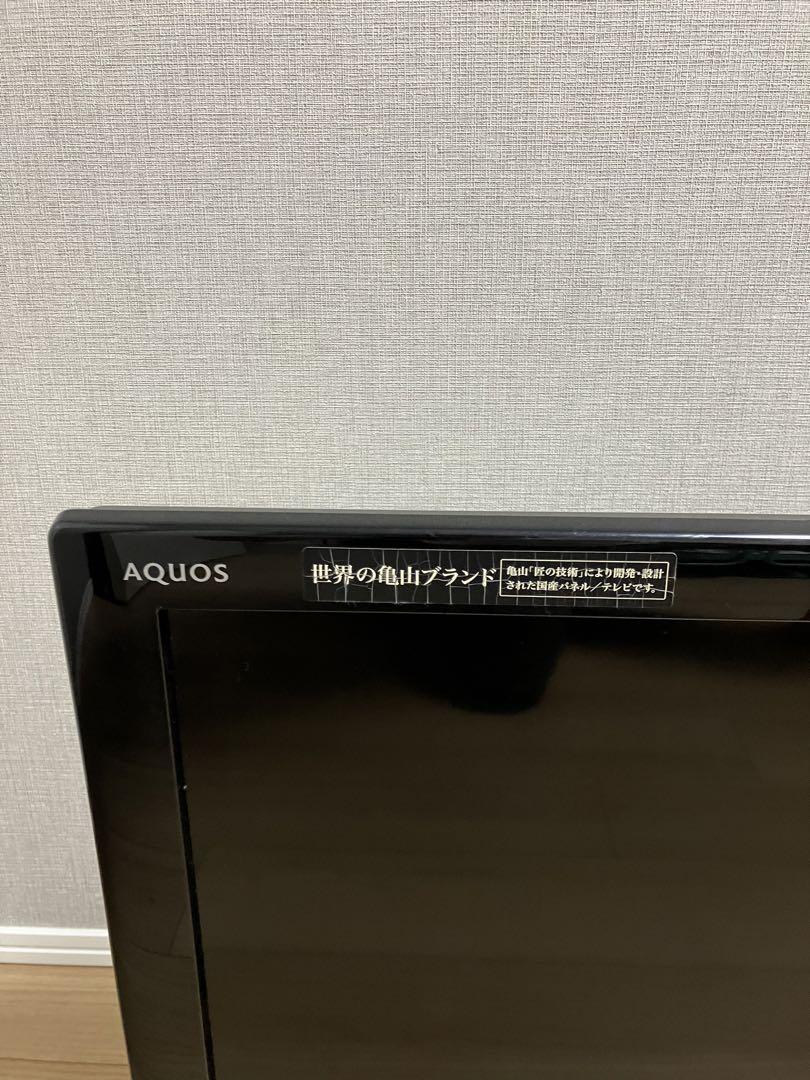 AQUOS
世界の亀山ブランド
亀山「匠の技術」により開発・設計
された国産パネル／テレビです。